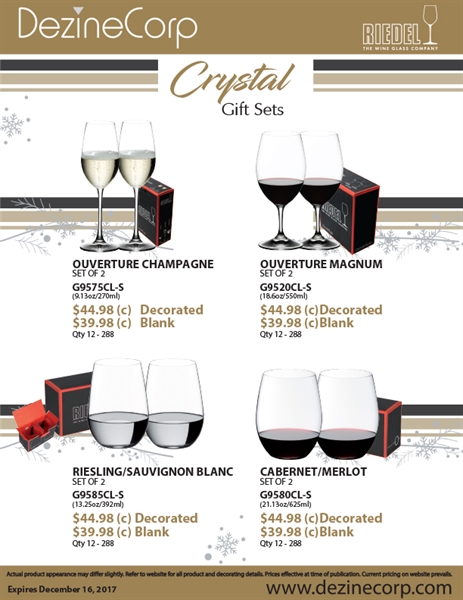 DezineCorp
RIEDEL
THE WINE GLASS COMPANY
Crystal
Gift Sets
OUVERTURE CHAMPAGNE
SET OF 2
G9575CL-S
(9.13oz/270ml)
$44.98 (c) Decorated
$39.98 (c) Blank
Qty 12 - 288
OUVERTURE MAGNUM
SET OF 2
G9520CL-S
(18.6oz/550ml)
$44.98 (c) Decorated
$39.98 (c) Blank
Qty 12 - 288
RIEDEL
RIESLING/SAUVIGNON BLANC
SET OF 2
G9585CL-S
(13.25oz/392ml)
$44.98 (c) Decorated
$39.98 (c) Blank
Qty 12 - 288
CABERNET/MERLOT
SET OF 2
G9580CL-S
(21.13oz/625ml)
$44.98 (c) Decorated
$39.98 (c) Blank
Qty 12 - 288
Actual product appearance may differ slightly. Refer to website for all product and decorating details. Prices effective at time of publication. Current pricing on website prevails.
Expires December 16, 2017
www.dezinecorp.com